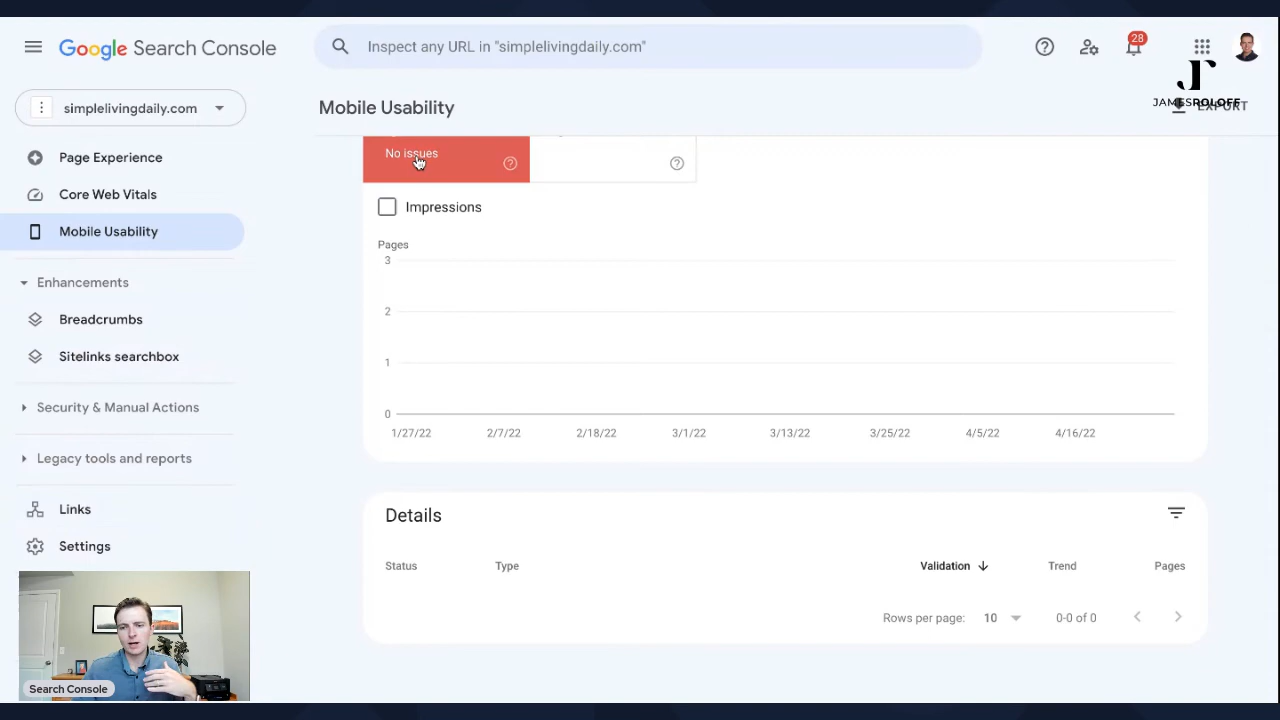 Google Search Console
Inspect any URL in "simplelivingdaily.com"
28
simplelivingdaily.com
Mobile Usability
JAMESROLOFF
EXPORT
Page Experience
Core Web Vitals
Mobile Usability
Enhancements
Breadcrumbs
Sitelinks searchbox
Security & Manual Actions
Legacy tools and reports
Links
Settings
No issues
Impressions
Pages
3
2
1
0
1/27/22 2/7/22 2/18/22 3/1/22 3/13/22 3/25/22 4/5/22 4/16/22
Details
Status Type Validation Trend Pages
Rows per page: 10 0-0 of 0
Search Console